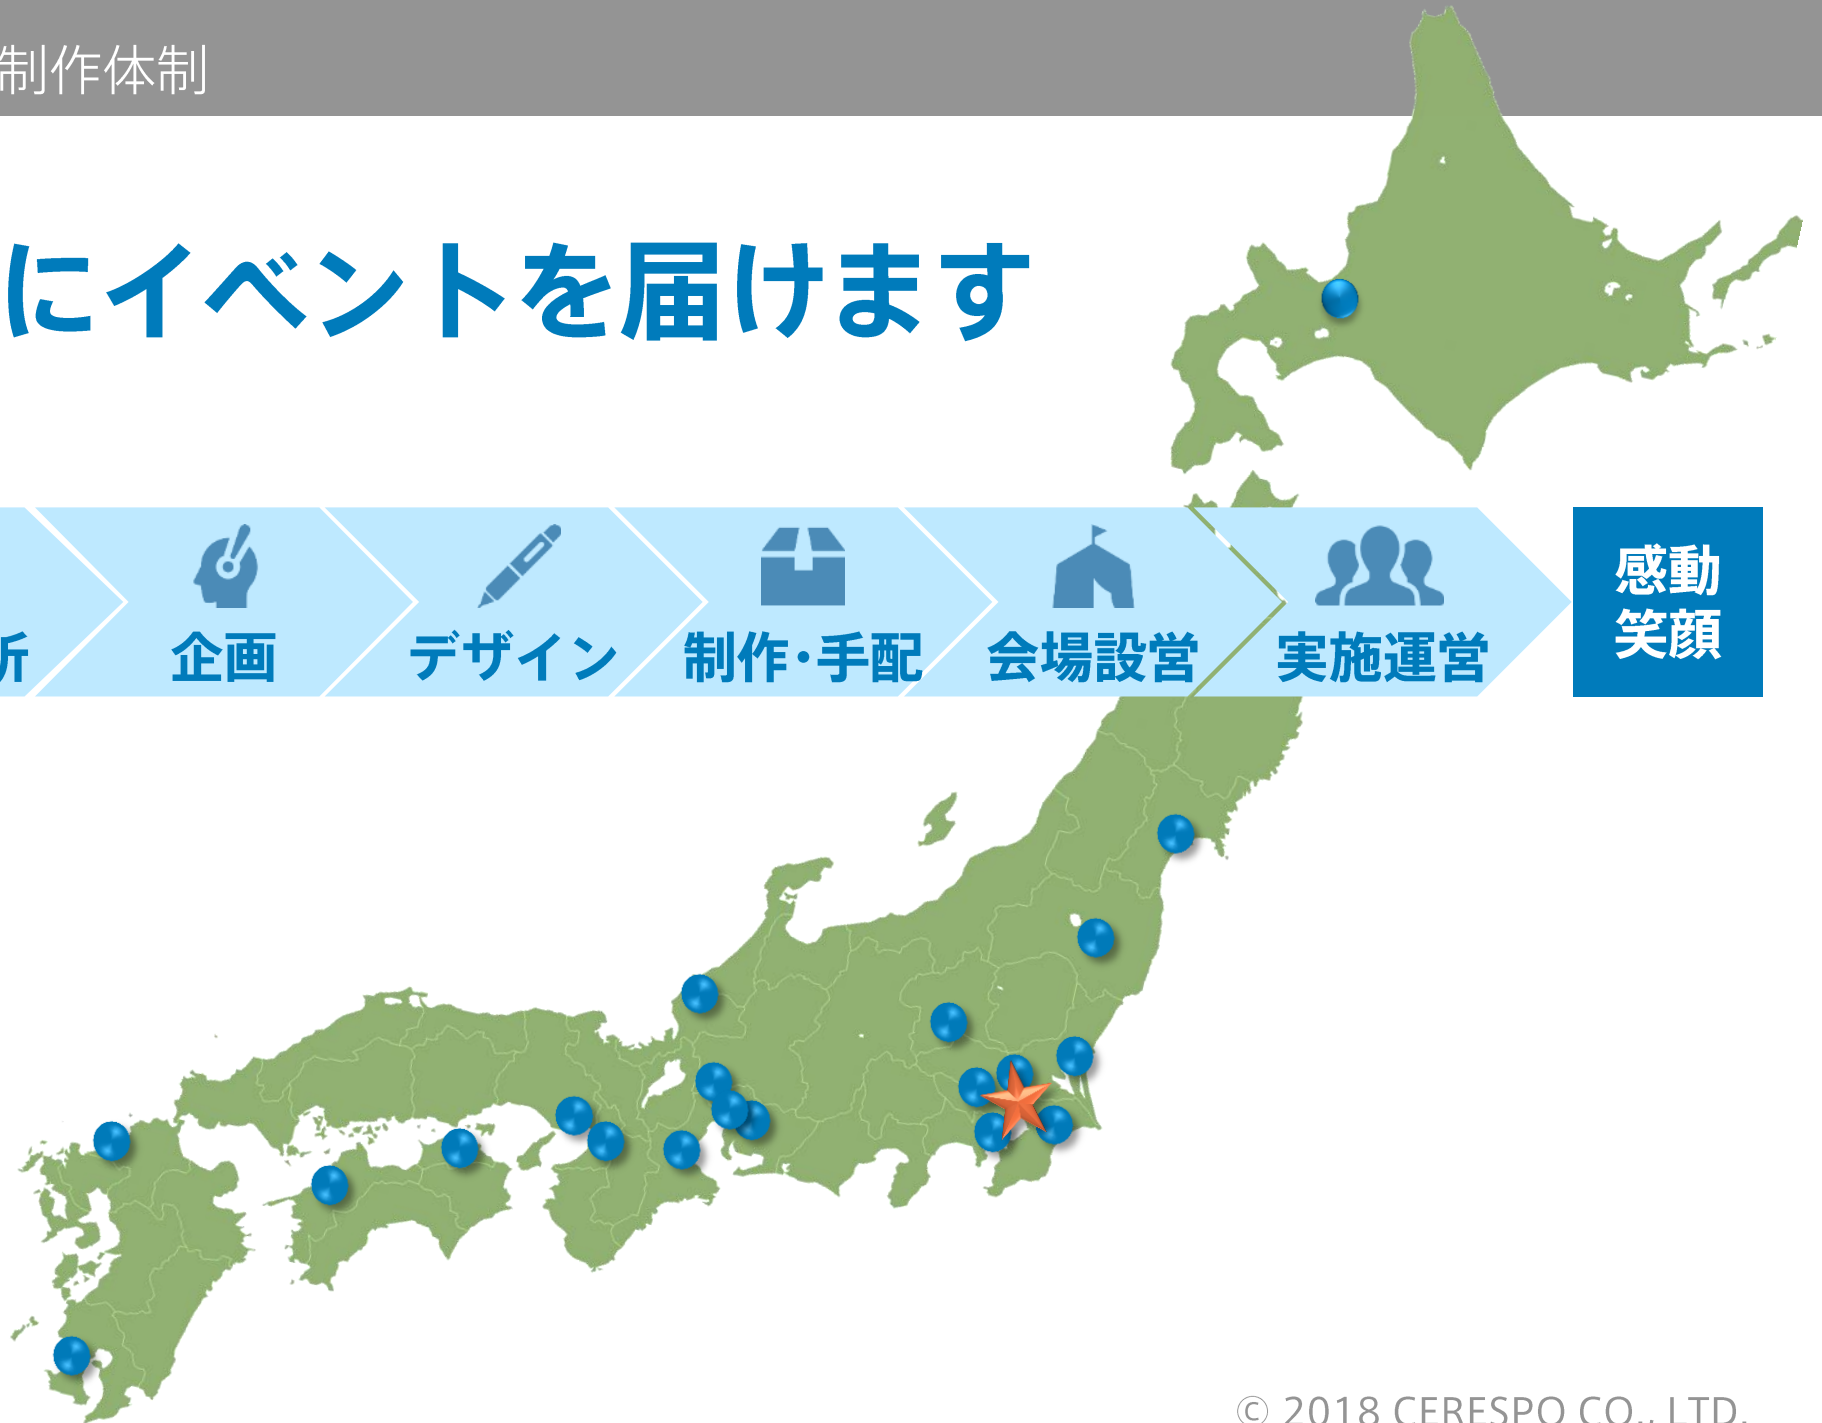 制作体制
にイベントを届けます
断
企画
デザイン
制作･手配
会場設営
実施運営
感動
笑顔
© 2018 CERESPO CO., LTD.